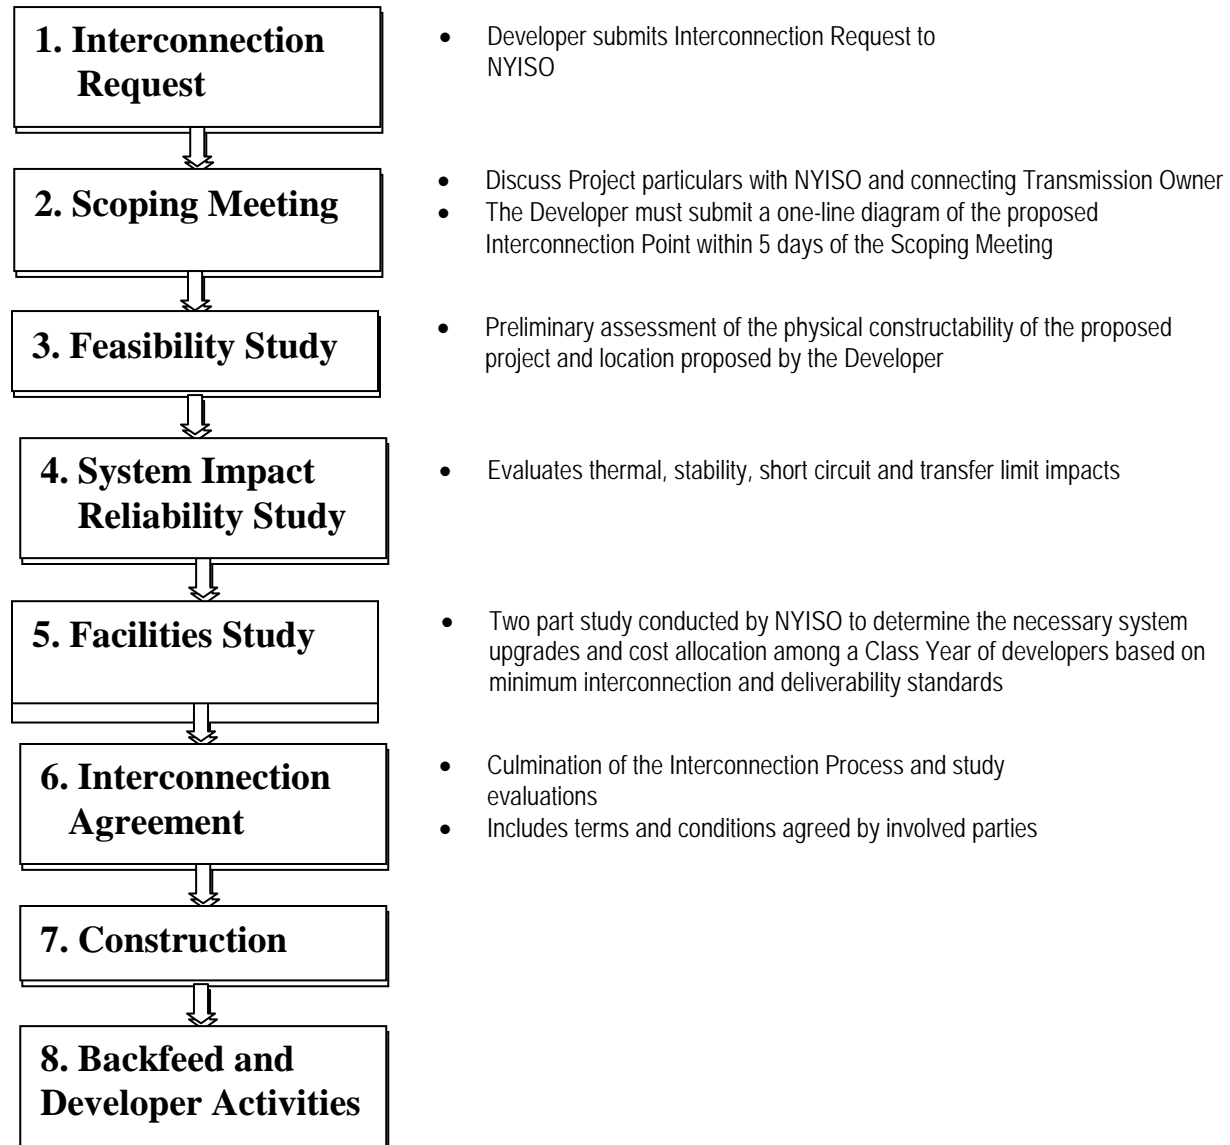 1. Interconnection
Request
• Developer submits Interconnection Request to
NYISO
2. Scoping Meeting
• Discuss Project particulars with NYISO and connecting Transmission Owner
• The Developer must submit a one-line diagram of the proposed
Interconnection Point within 5 days of the Scoping Meeting
3. Feasibility Study
• Preliminary assessment of the physical constructability of the proposed
project and location proposed by the Developer
4. System Impact
Reliability Study
• Evaluates thermal, stability, short circuit and transfer limit impacts
5. Facilities Study
• Two part study conducted by NYISO to determine the necessary system
upgrades and cost allocation among a Class Year of developers based on
minimum interconnection and deliverability standards
6. Interconnection
Agreement
• Culmination of the Interconnection Process and study
evaluations
• Includes terms and conditions agreed by involved parties
7. Construction
8. Backfeed and
Developer Activities